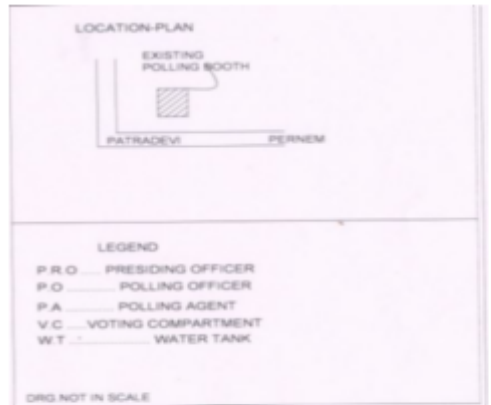 LOCATION-PLAN
EXISTING
POLLING BOOTH
PATRADEVI PERNEM
LEGEND
P.R.O ..... PRESIDING OFFICER
P.O ............... POLLING OFFICER
P.A ............... POLLING AGENT
V.C ..... VOTING COMPARTMENT
W.T ................... WATER TANK
DRG.NOT IN SCALE